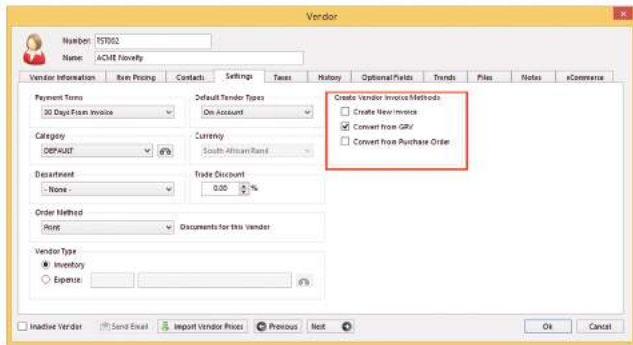 Vendor
Number: TST002
Name: ACME Novelty
Vendor Information Item Pricing Contacts Settings Taxes History Optional Fields Trends Files Notes eCommerce
Payment Terms Default Tender Types Create Vendor Invoice Methods
30 Days From Invoice On Account Create New Invoice
Convert from GRV
Category Currency Convert from Purchase Order
DEFAULT South African Rand
Department Trade Discount
- None - 0.00 %
Order Method
Print Documents for this Vendor
Vendor Type
Inventory
Expense:
Inactive Vendor Send Email Import Vendor Prices Previous Next Ok Cancel